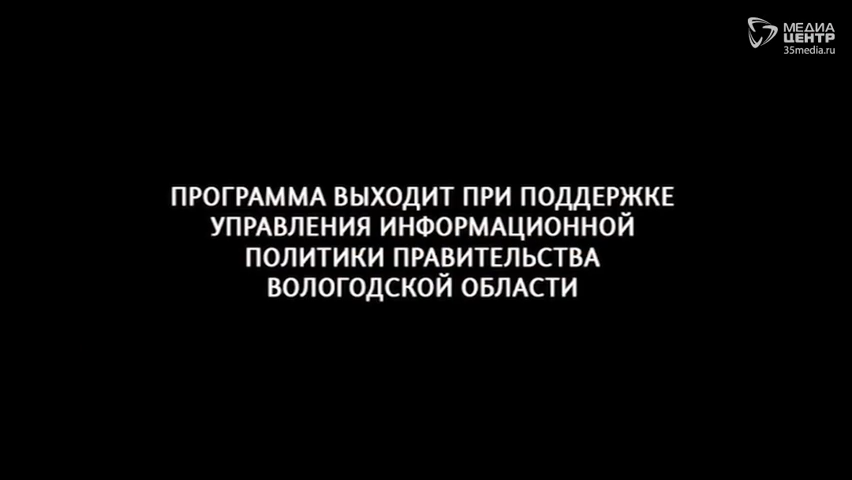 МЕДИА
ЦЕНТР
35media.ru
ПРОГРАММА ВЫХОДИТ ПРИ ПОДДЕРЖКЕ
УПРАВЛЕНИЯ ИНФОРМАЦИОННОЙ
ПОЛИТИКИ ПРАВИТЕЛЬСТВА
ВОЛОГОДСКОЙ ОБЛАСТИ